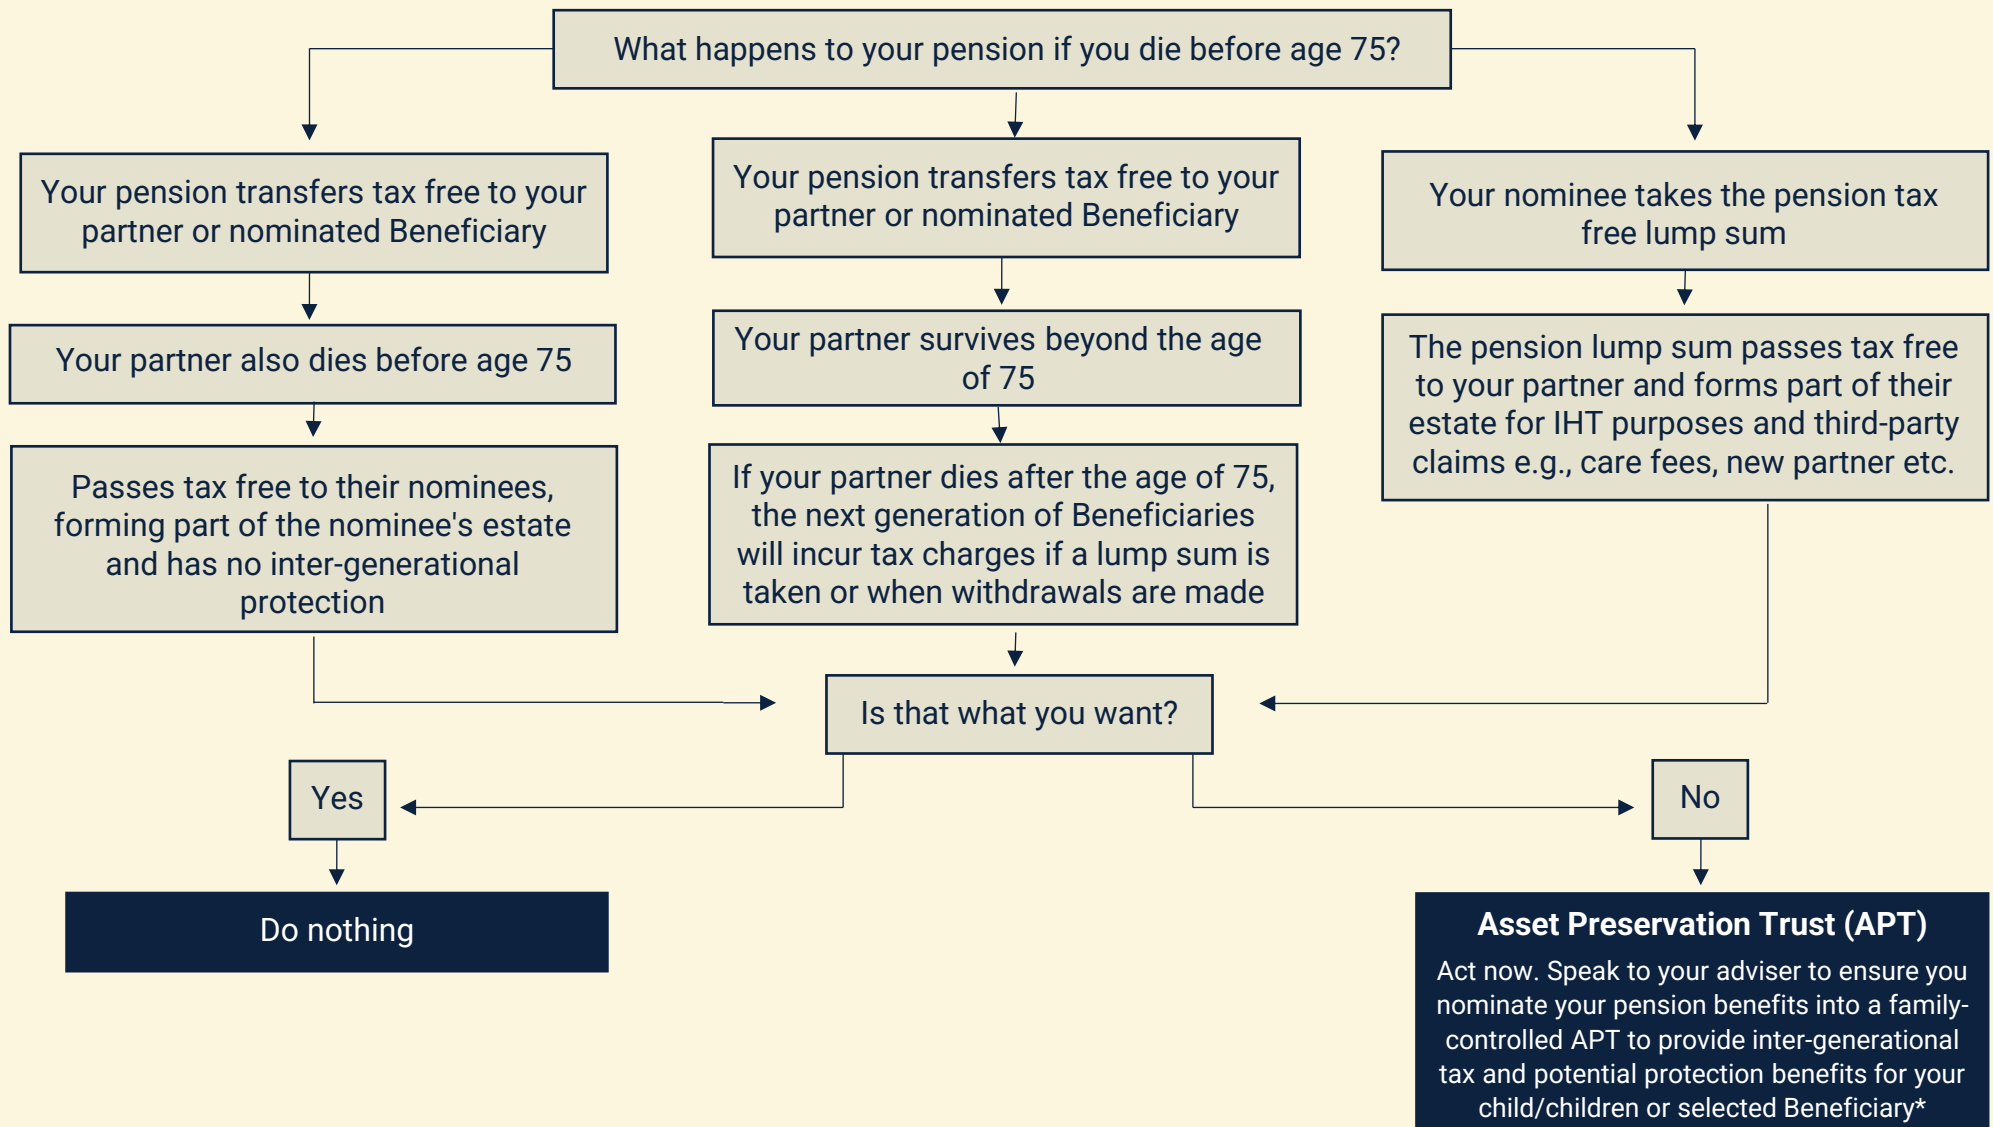 What happens to your pension if you die before age 75?
Your pension transfers tax free to your
partner or nominated Beneficiary
Your pension transfers tax free to your
partner or nominated Beneficiary
Your nominee takes the pension tax
free lump sum
Your partner also dies before age 75
Your partner survives beyond the age
of 75
The pension lump sum passes tax free
to your partner and forms part of their
estate for IHT purposes and third-party
claims e.g., care fees, new partner etc.
Passes tax free to their nominees,
forming part of the nominee's estate
and has no inter-generational
protection
If your partner dies after the age of 75,
the next generation of Beneficiaries
will incur tax charges if a lump sum is
taken or when withdrawals are made
Is that what you want?
Yes
No
Do nothing
Asset Preservation Trust (APT)
Act now. Speak to your adviser to ensure you
nominate your pension benefits into a family-
controlled APT to provide inter-generational
tax and potential protection benefits for your
child/children or selected Beneficiary*